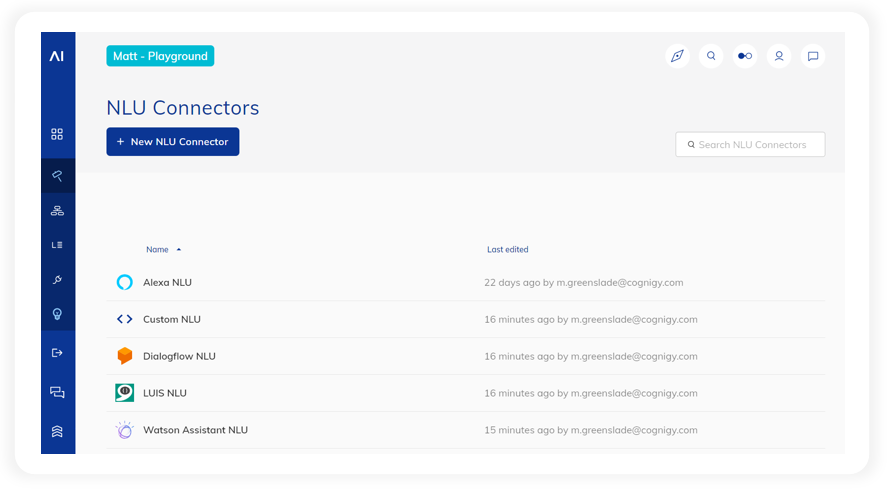 AI
Matt - Playground
NLU Connectors
+ New NLU Connector
Search NLU Connectors
Name
Last edited
Alexa NLU
22 days ago by m.greenslade@cognigy.com
Custom NLU
16 minutes ago by m.greenslade@cognigy.com
Dialogflow NLU
16 minutes ago by m.greenslade@cognigy.com
LUIS NLU
16 minutes ago by m.greenslade@cognigy.com
Watson Assistant NLU
15 minutes ago by m.greenslade@cognigy.com